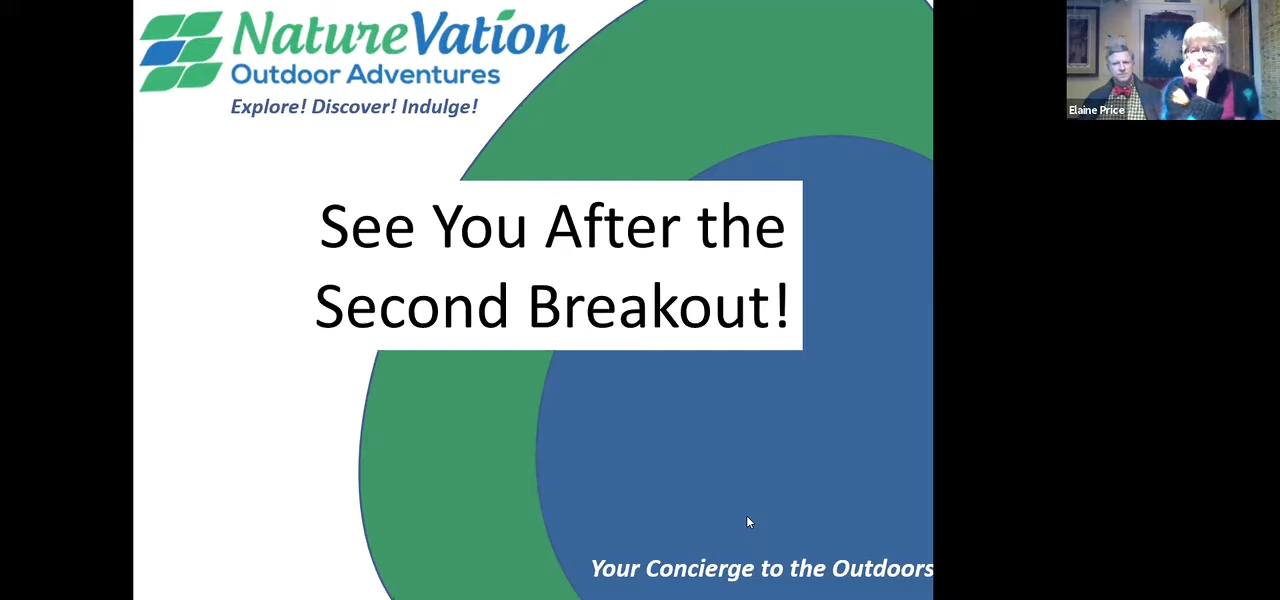 NatureVation
Outdoor Adventures
Explore! Discover! Indulge!
Elaine Price
See You After the
Second Breakout!
Your Concierge to the Outdoors